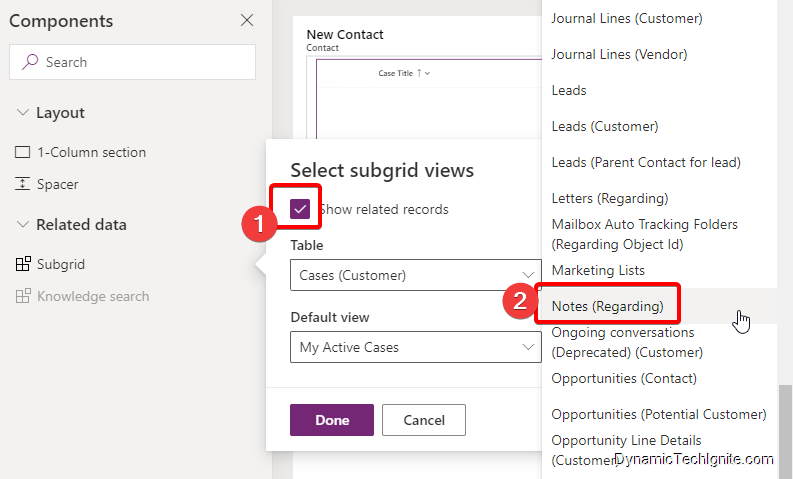 Components
Search
Layout
1-Column section
Spacer
Related data
Subgrid
Knowledge search
New Contact
Contact
Case Title
Select subgrid views
1
Show related records
Table
Cases (Customer)
Default view
My Active Cases
Done
Cancel
Journal Lines (Customer)
Journal Lines (Vendor)
Leads
Leads (Customer)
Leads (Parent Contact for lead)
Letters (Regarding)
Mailbox Auto Tracking Folders
(Regarding Object Id)
Marketing Lists
2
Notes (Regarding)
Ongoing conversations
(Deprecated) (Customer)
Opportunities (Contact)
Opportunities (Potential Customer)
Opportunity Line Details
(Customer)
DynamicTechIgnite.com